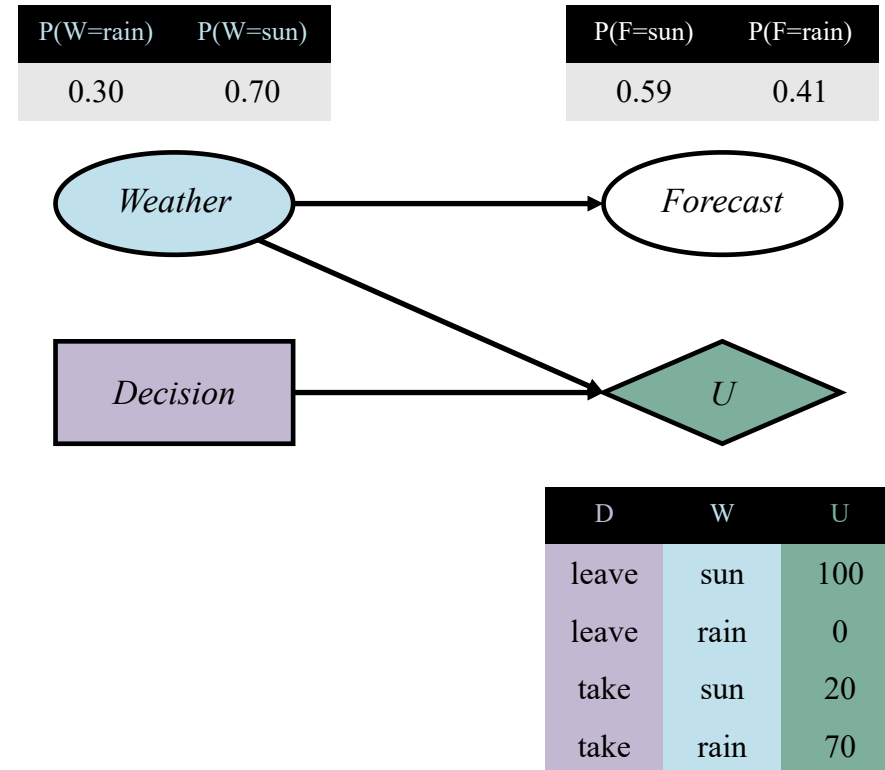 P(W=rain) P(W=sun)
0.30 0.70
P(F=sun) P(F=rain)
0.59 0.41
Weather
Forecast
Decision
U
D W U
leave sun 100
leave rain 0
take sun 20
take rain 70